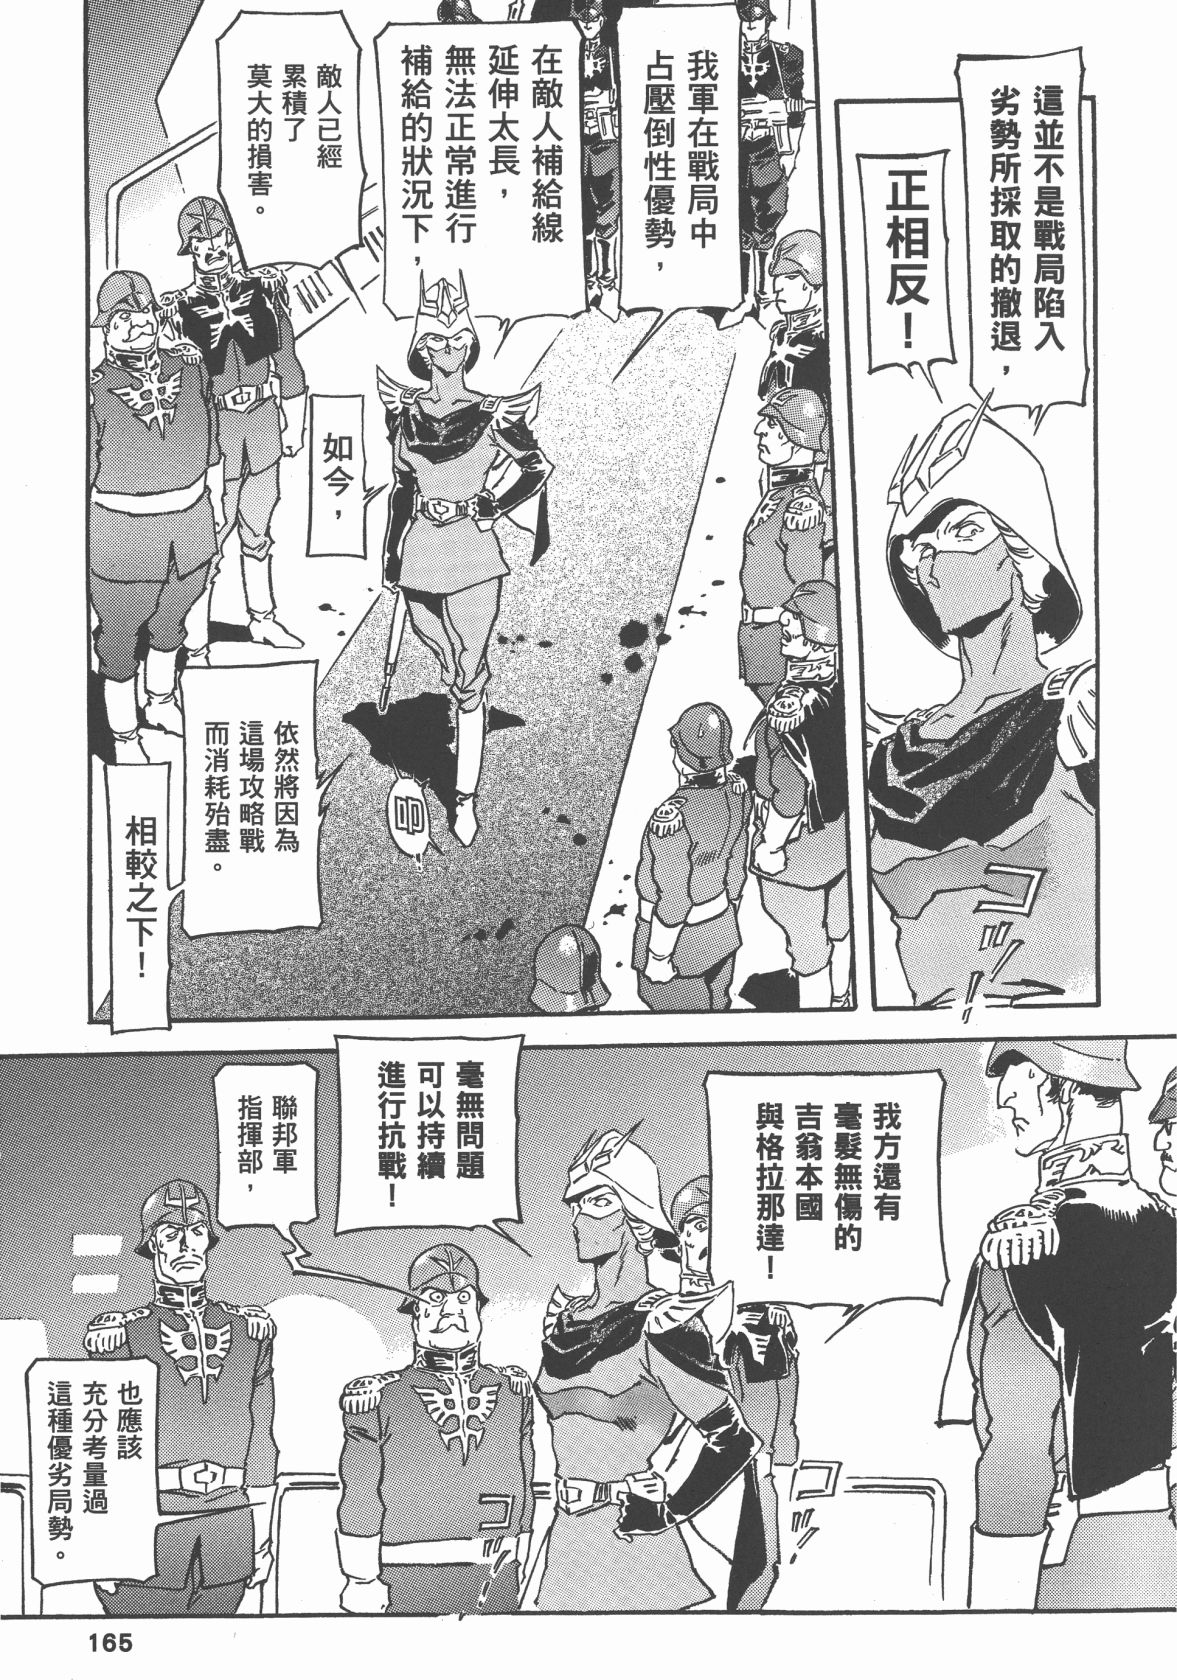 這並不是戰局陷入
劣勢所採取的撤退，
正相反！
コツ
我軍在戰局中
占壓倒性優勢，
在敵人補給線
延伸太長，
無法正常進行
補給的狀況下，
敵人已經
累積了
莫大的損害。
如今，
叩
依然將因為
這場攻略戰
而消耗殆盡。
相較之下！
我方還有
毫髮無傷的
吉翁本國
與格拉那達！
毫無問題
可以持續
進行抗戰！
聯邦軍
指揮部，
コツ
也應該
充分考量過
這種優劣局勢。
165